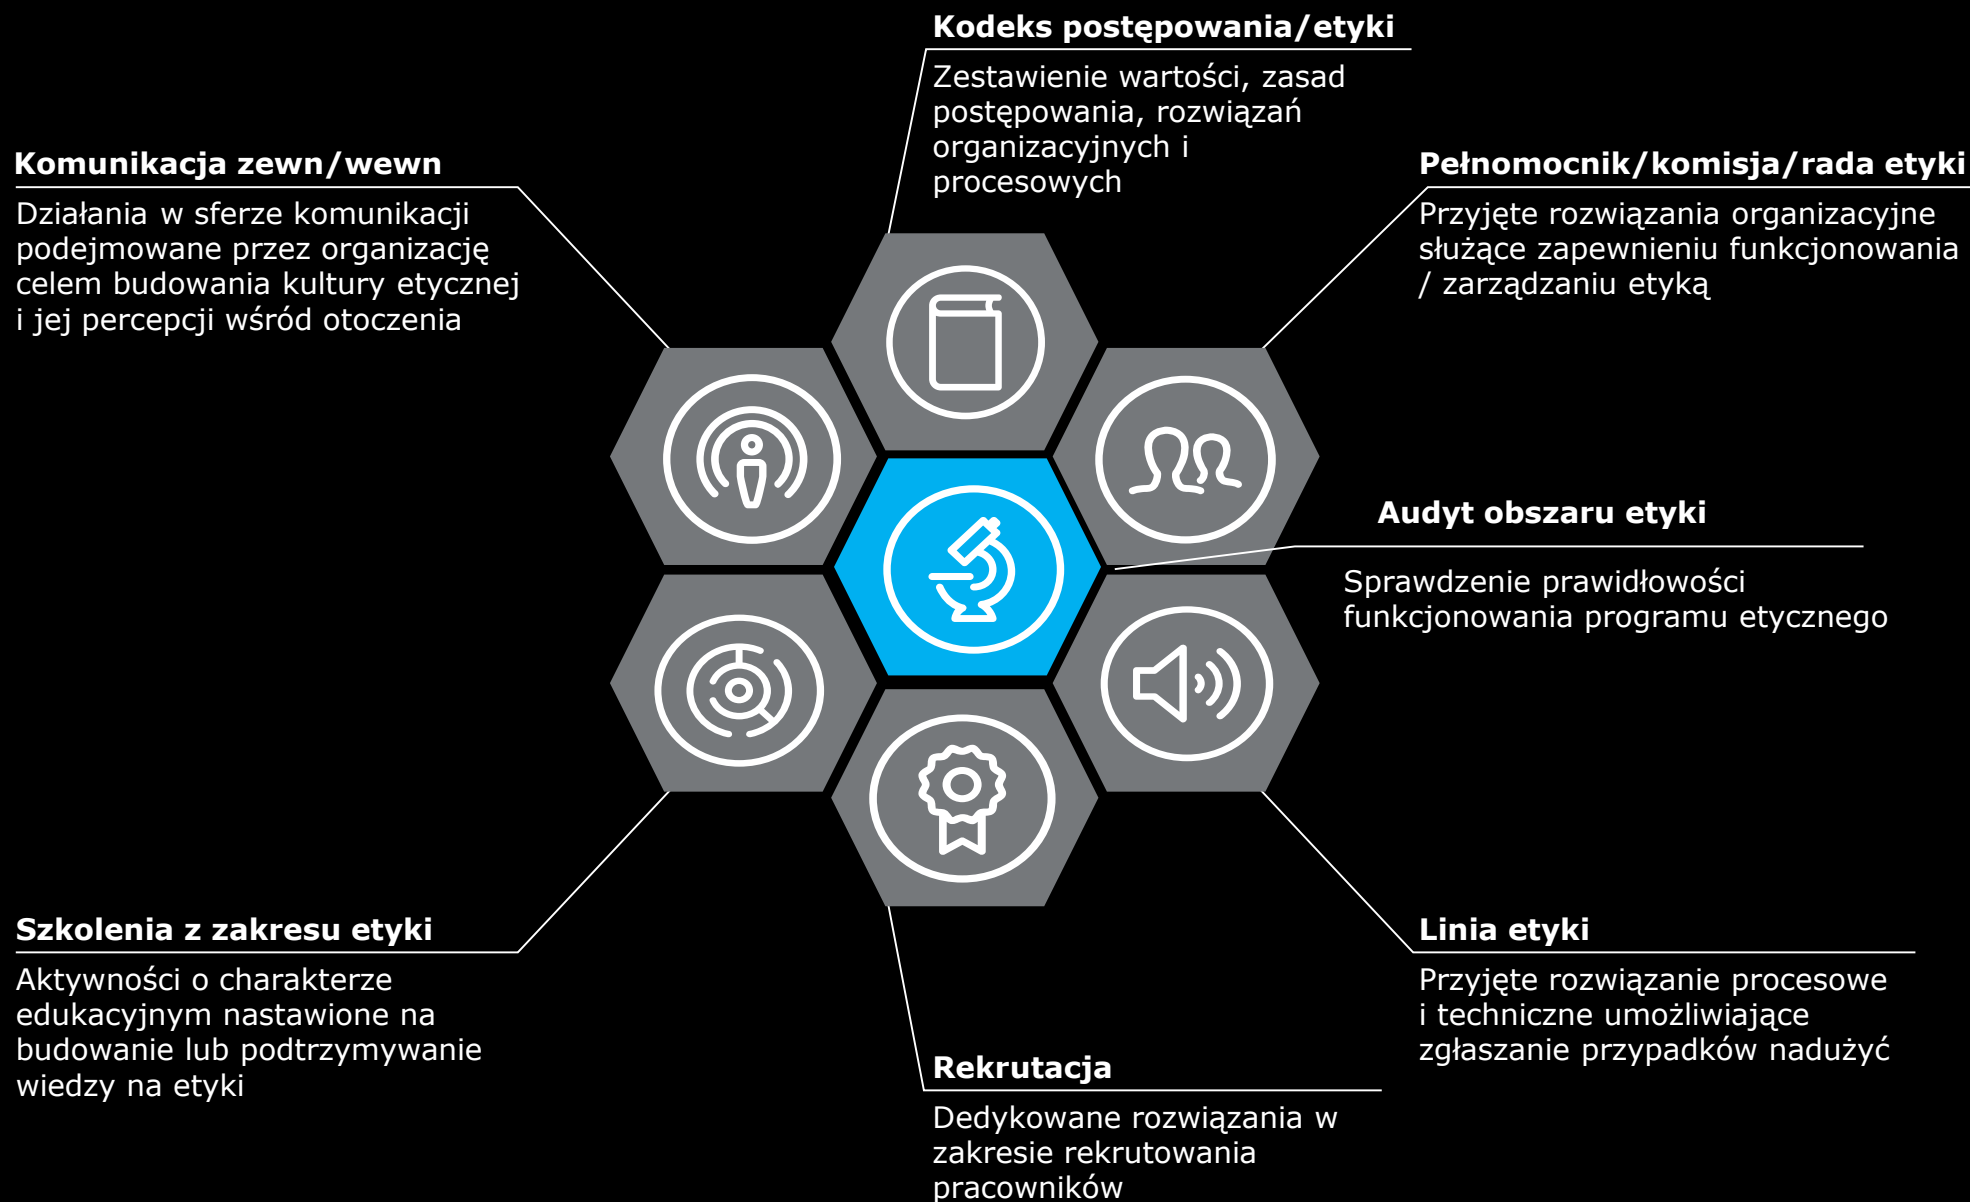 Kodeks postępowania/etyki
Zestawienie wartości, zasad
postępowania, rozwiązań
organizacyjnych i
procesowych
Komunikacja zewn/wewn
Działania w sferze komunikacji
podejmowane przez organizację
celem budowania kultury etycznej
i jej percepcji wśród otoczenia
Pełnomocnik/komisja/rada etyki
Przyjęte rozwiązania organizacyjne
służące zapewnieniu funkcjonowania
/ zarządzaniu etyką
Audyt obszaru etyki
Sprawdzenie prawidłowości
funkcjonowania programu etycznego
Szkolenia z zakresu etyki
Aktywności o charakterze
edukacyjnym nastawione na
budowanie lub podtrzymywanie
wiedzy na etyki
Linia etyki
Przyjęte rozwiązanie procesowe
i techniczne umożliwiające
zgłaszanie przypadków nadużyć
Rekrutacja
Dedykowane rozwiązania w
zakresie rekrutowania
pracowników